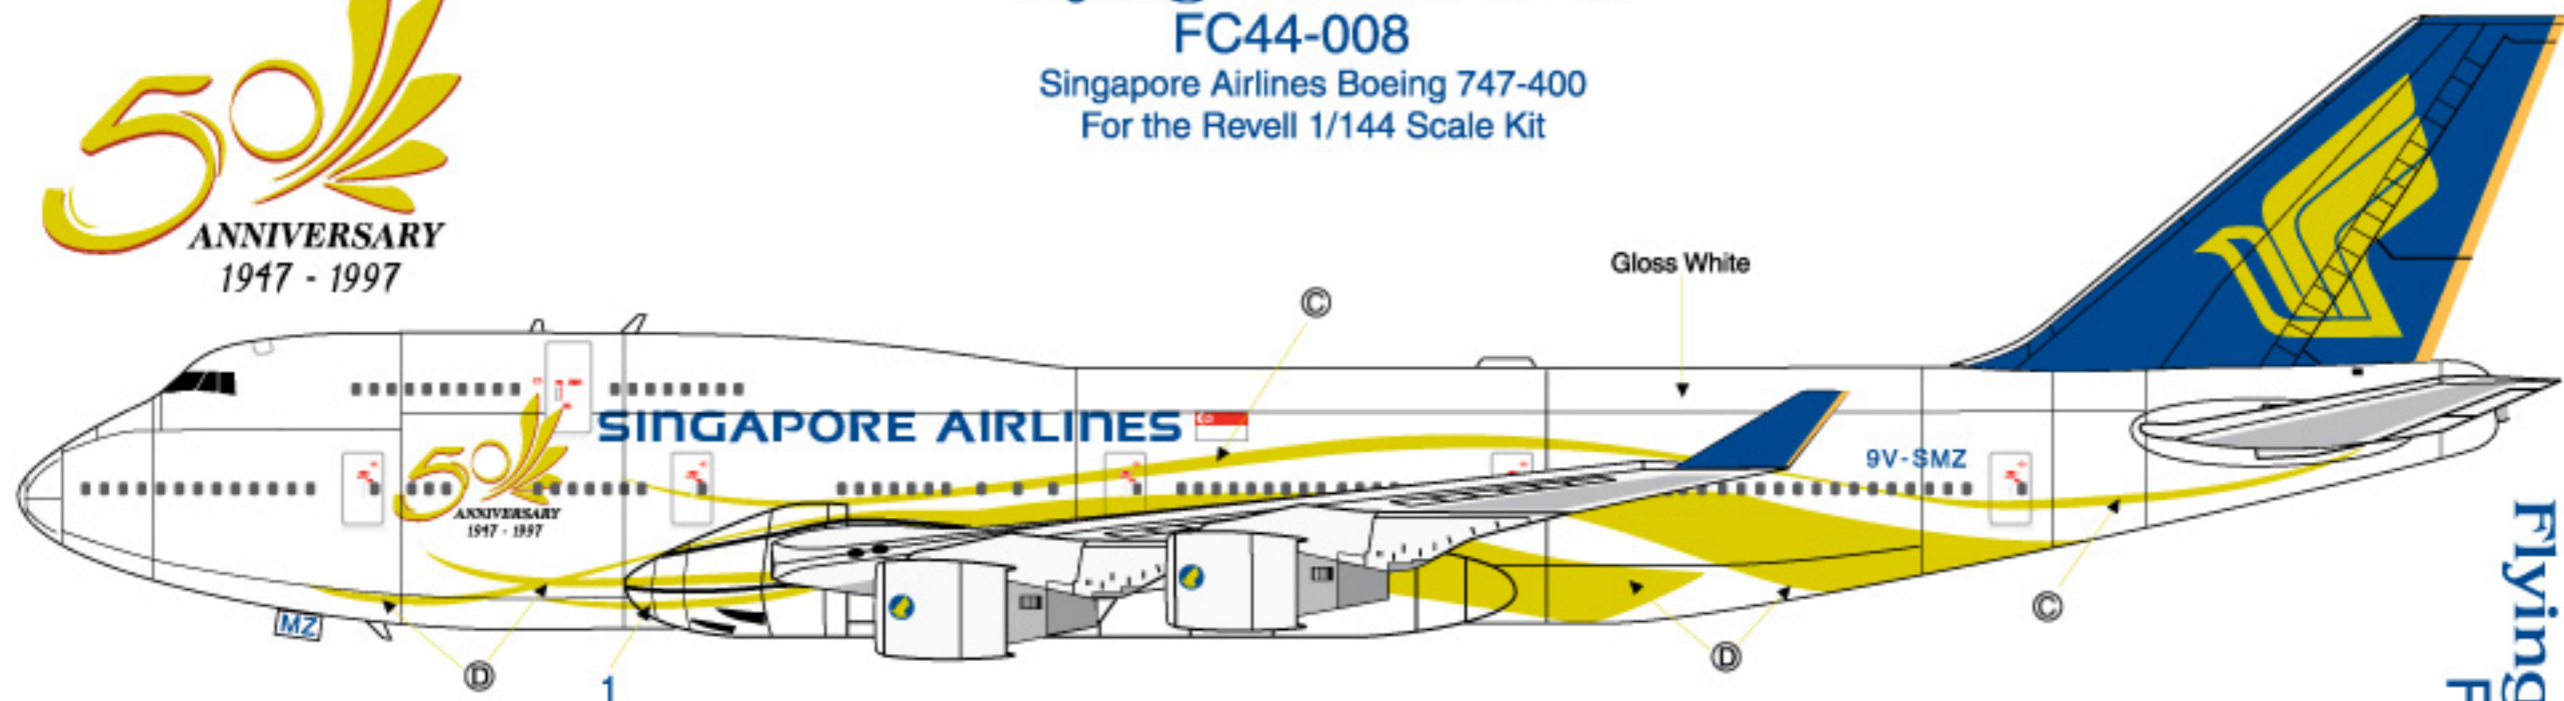 FC44-008
Singapore Airlines Boeing 747-400
For the Revell 1/144 Scale Kit
50
ANNIVERSARY
1947 - 1997
Gloss White
C
SINGAPORE AIRLINES
9V-SMZ
50
ANNIVERSARY
1947 - 1997
MZ
D
1
D
C
Flying
F